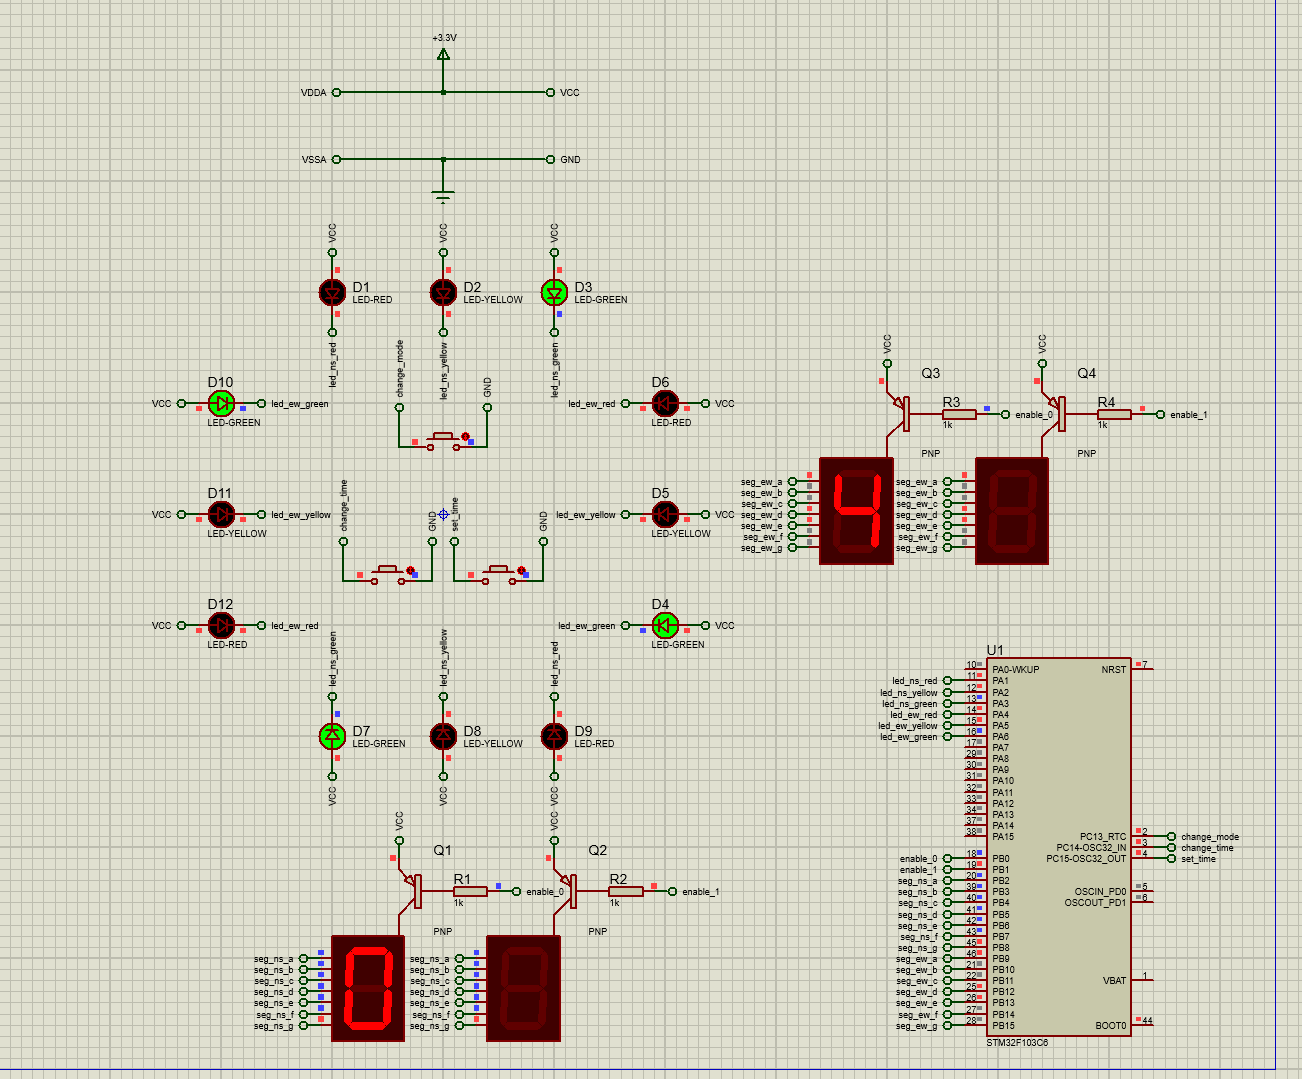 +3.3V
VDDA VCC
VSSA GND
VCC VCC VCC
D1 D2 D3
LED-RED LED-YELLOW LED-GREEN
led_ns_red change_mode led_ns_yellow GND led_ns_green
D10
VCC led_ew_green
LED-GREEN
D6
led_ew_red VCC
LED-RED
D11
VCC led_ew_yellow
LED-YELLOW
change_time GND set_time GND
D5
led_ew_yellow VCC
LED-YELLOW
D12
VCC led_ew_red
LED-RED
D4
led_ew_green VCC
LED-GREEN
led_ns_green led_ns_yellow led_ns_red
D7 D8 D9
LED-GREEN LED-YELLOW LED-RED
VCC VCC VCC
VCC VCC
Q3 Q4
R3 enable_0 R4 enable_1
1k 1k
PNP PNP
seg_ew_a seg_ew_a
seg_ew_b seg_ew_b
seg_ew_c seg_ew_c
seg_ew_d seg_ew_d
seg_ew_e seg_ew_e
seg_ew_f seg_ew_f
seg_ew_g seg_ew_g
4
VCC VCC
Q1 Q2
R1 enable_0 R2 enable_1
1k 1k
PNP PNP
seg_ns_a seg_ns_a
seg_ns_b seg_ns_b
seg_ns_c seg_ns_c
seg_ns_d seg_ns_d
seg_ns_e seg_ns_e
seg_ns_f seg_ns_f
seg_ns_g seg_ns_g
0
U1
10 PA0-WKUP NRST 7
led_ns_red 11 PA1
led_ns_yellow 12 PA2
led_ns_green 13 PA3
led_ew_red 14 PA4
led_ew_yellow 15 PA5
led_ew_green 16 PA6
17 PA7
29 PA8
30 PA9
31 PA10
32 PA11
33 PA12
34 PA13
37 PA14
38 PA15 PC13_RTC 2 change_mode
PC14-OSC32_IN 3 change_time
enable_0 18 PB0 PC15-OSC32_OUT 4 set_time
enable_1 19 PB1
seg_ns_a 20 PB2
seg_ns_b 39 PB3 OSCIN_PD0 5
seg_ns_c 40 PB4 OSCOUT_PD1 6
seg_ns_d 41 PB5
seg_ns_e 42 PB6
seg_ns_f 43 PB7
seg_ns_g 45 PB8
seg_ew_a 46 PB9
seg_ew_b 21 PB10
seg_ew_c 22 PB11 VBAT 1
seg_ew_d 25 PB12
seg_ew_e 26 PB13
seg_ew_f 27 PB14
seg_ew_g 28 PB15 BOOT0 44
STM32F103C6